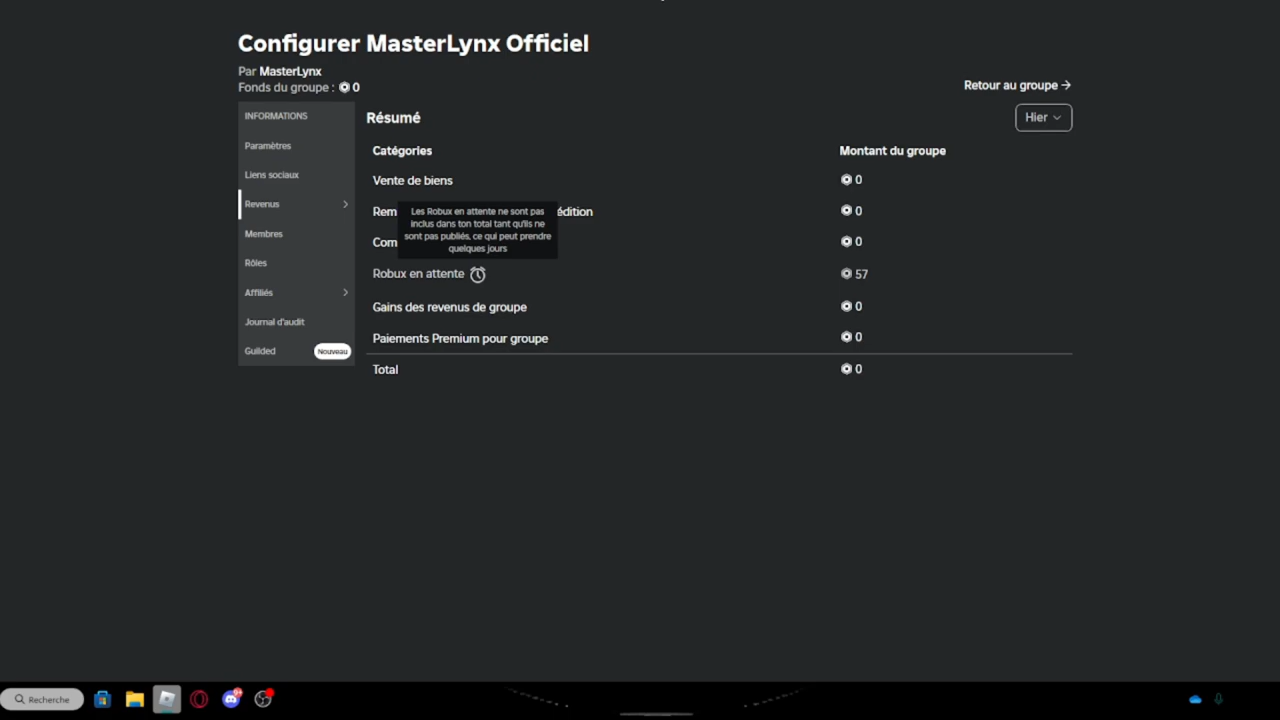 Configurer MasterLynx Officiel
Par MasterLynx
Fonds du groupe : 0
Retour au groupe →
INFORMATIONS
Paramètres
Liens sociaux
Revenus
Membres
Rôles
Affiliés
Journal d'audit
Guilded Nouveau
Résumé
Hier
Catégories Montant du groupe
Vente de biens 0
Rem édition 0
Les Robux en attente ne sont pas
inclus dans ton total tant qu'ils ne
sont pas publiés, ce qui peut prendre
quelques jours
Com 0
Robux en attente 57
Gains des revenus de groupe 0
Paiements Premium pour groupe 0
Total 0
Recherche